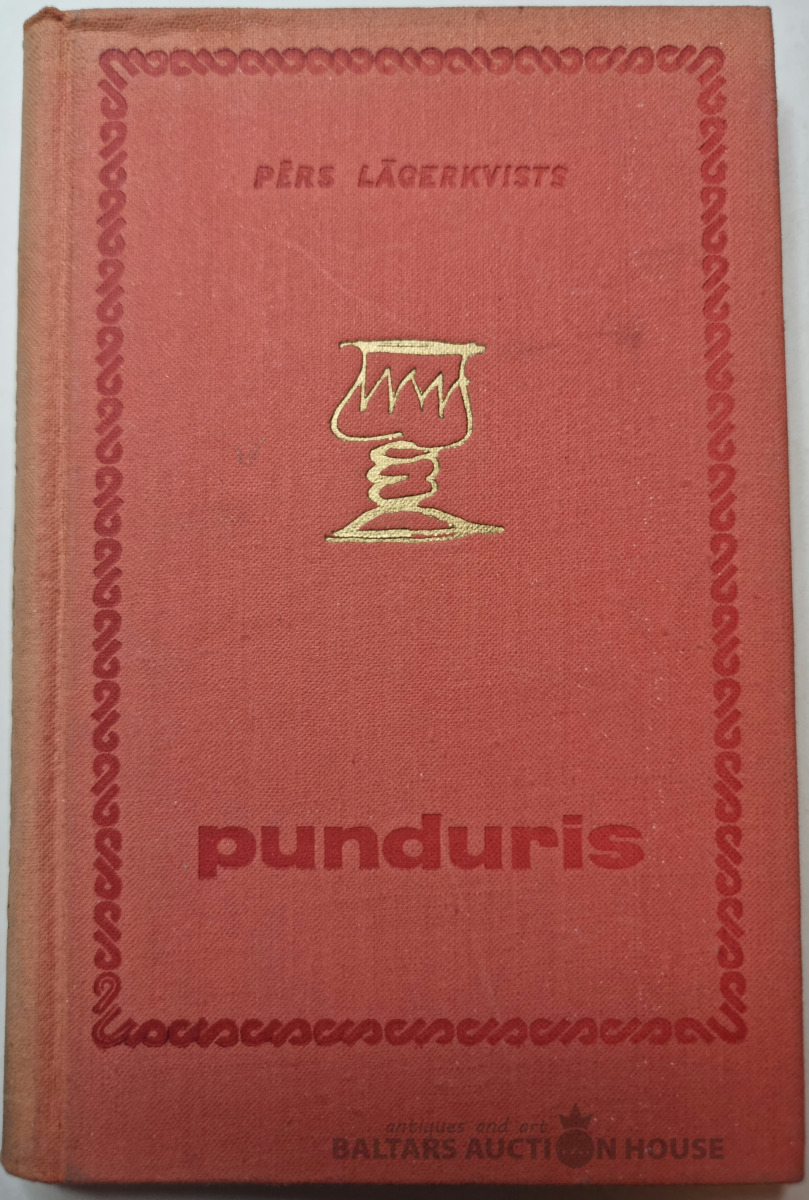 PĒRS LĀGERKVISTS
punduris
antiques and art
BALTARS AUCTION HOUSE